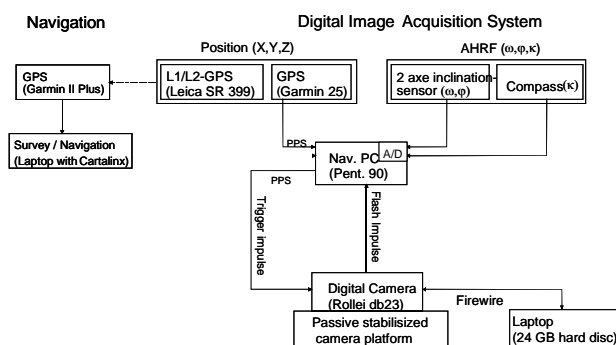 Navigation
Digital Image Acquisition System
Position (X,Y,Z)
AHRF (ω,φ,κ)
GPS
(Garmin II Plus)
L1/L2-GPS
(Leica SR 399)
GPS
(Garmin 25)
2 axe inclination-
sensor (ω,φ)
Compass(κ)
Survey / Navigation
(Laptop with Cartalinx)
PPS
Nav. PC
(Pent. 90)
A/D
PPS
Trigger impulse
Flash Impulse
Digital Camera
(Rollei db23)
Firewire
Passive stabilisized
camera platform
Laptop
(24 GB hard disc)